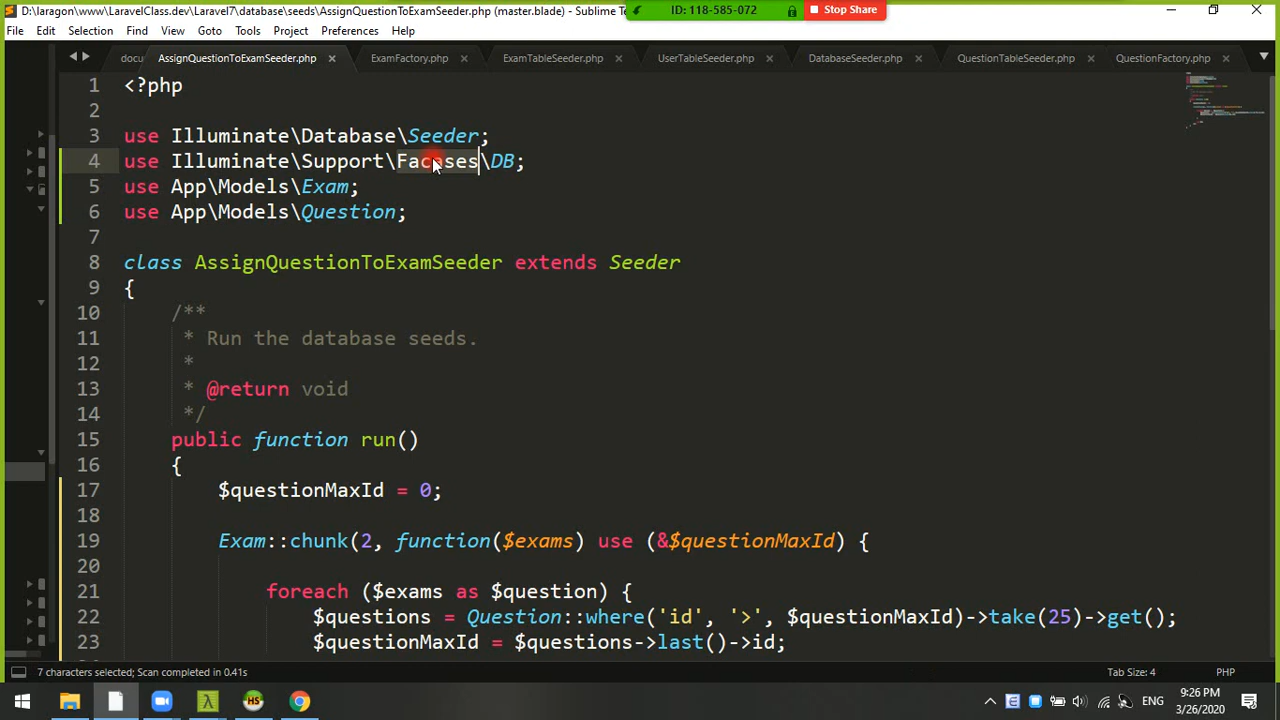 D:\laragon\www\LaravelClass.dev\Laravel7\database\seeds\AssignQuestionToExamSeeder.php (master.blade) - Sublime Te
ID: 118-585-072
Stop Share
File Edit Selection Find View Goto Tools Project Preferences Help
docu AssignQuestionToExamSeeder.php ExamFactory.php ExamTableSeeder.php UserTableSeeder.php DatabaseSeeder.php QuestionTableSeeder.php QuestionFactory.php
1 <?php
2
3 use Illuminate\Database\Seeder;
4 use Illuminate\Support\Facases\DB;
5 use App\Models\Exam;
6 use App\Models\Question;
7
8 class AssignQuestionToExamSeeder extends Seeder
9 {
10 /**
11 * Run the database seeds.
12 *
13 * @return void
14 */
15 public function run()
16 {
17 $questionMaxId = 0;
18
19 Exam::chunk(2, function($exams) use (&$questionMaxId) {
20
21 foreach ($exams as $question) {
22 $questions = Question::where('id', '>', $questionMaxId)->take(25)->get();
23 $questionMaxId = $questions->last()->id;
7 characters selected; Scan completed in 0.41s
Tab Size: 4
PHP
ENG
9:26 PM
3/26/2020